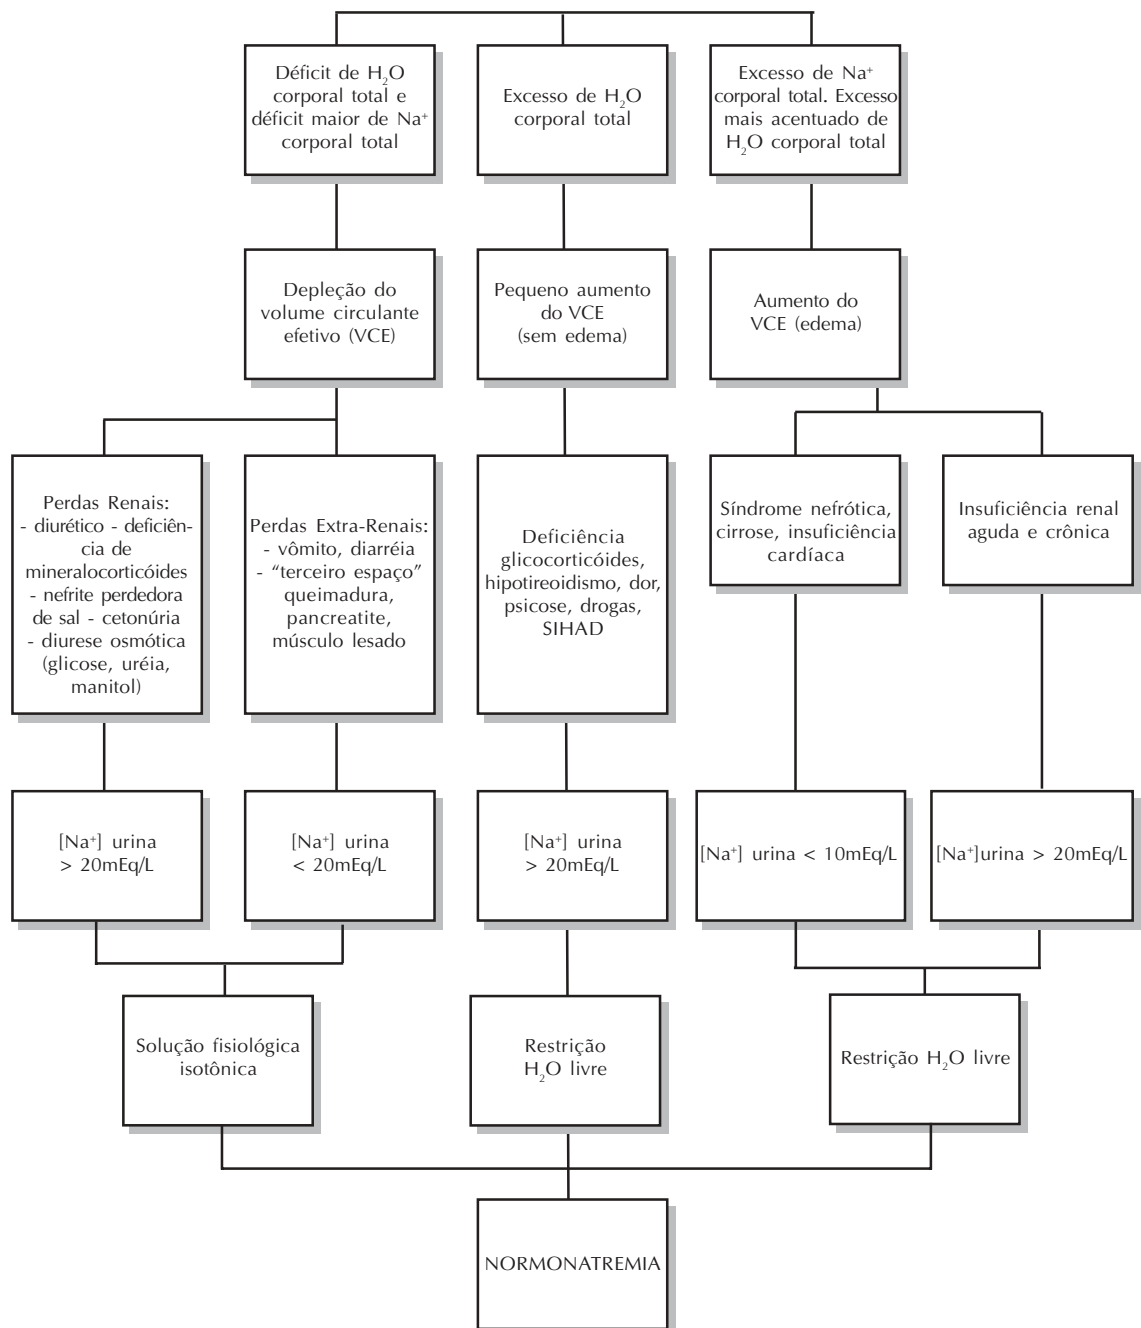 Déficit de H₂O
corporal total e
déficit maior de Na⁺
corporal total
Excesso de H₂O
corporal total
Excesso de Na⁺
corporal total. Excesso
mais acentuado de
H₂O corporal total
Depleção do
volume circulante
efetivo (VCE)
Pequeno aumento
do VCE
(sem edema)
Aumento do
VCE (edema)
Perdas Renais:
- diurético - deficiên-
cia de
mineralocorticóides
- nefrite perdedora
de sal - cetonúria
- diurese osmótica
(glicose, uréia,
manitol)
Perdas Extra-Renais:
- vômito, diarréia
- “terceiro espaço”
queimadura,
pancreatite,
músculo lesado
Deficiência
glicocorticóides,
hipotireoidismo, dor,
psicose, drogas,
SIHAD
Síndrome nefrótica,
cirrose, insuficiência
cardíaca
Insuficiência renal
aguda e crônica
[Na⁺] urina
> 20mEq/L
[Na⁺] urina
< 20mEq/L
[Na⁺] urina
> 20mEq/L
[Na⁺] urina < 10mEq/L
[Na⁺]urina > 20mEq/L
Solução fisiológica
isotônica
Restrição
H₂O livre
Restrição H₂O livre
NORMONATREMIA